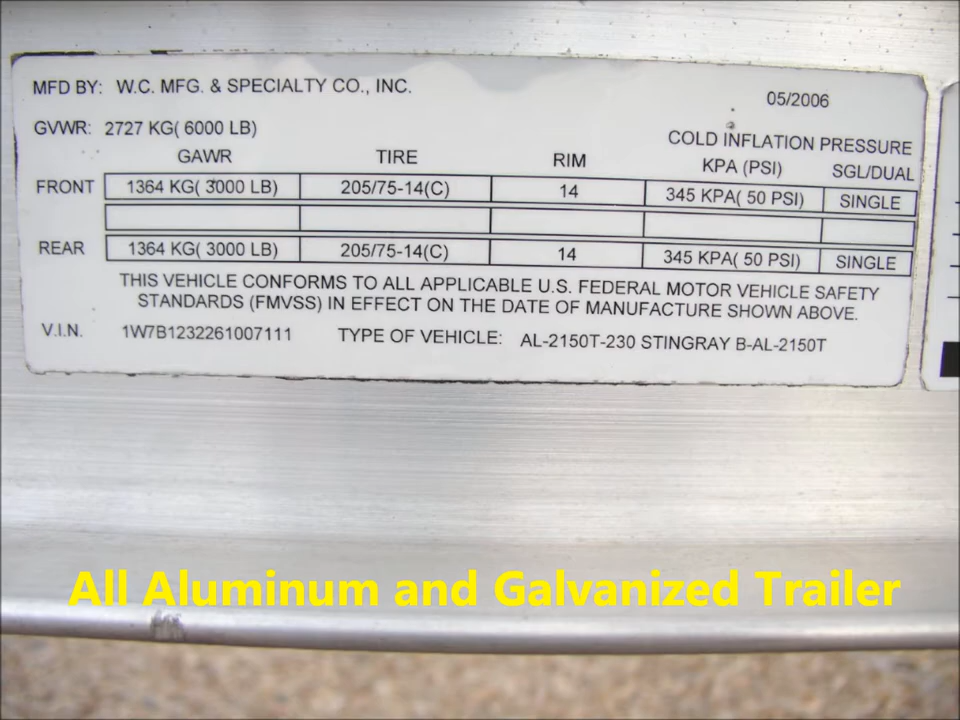 MFD BY: W.C. MFG. & SPECIALTY CO., INC.
05/2006
GVWR: 2727 KG( 6000 LB)
COLD INFLATION PRESSURE
GAWR TIRE RIM KPA (PSI) SGL/DUAL
FRONT 1364 KG( 3000 LB) 205/75-14(C) 14 345 KPA( 50 PSI) SINGLE
REAR 1364 KG( 3000 LB) 205/75-14(C) 14 345 KPA( 50 PSI) SINGLE
THIS VEHICLE CONFORMS TO ALL APPLICABLE U.S. FEDERAL MOTOR VEHICLE SAFETY
STANDARDS (FMVSS) IN EFFECT ON THE DATE OF MANUFACTURE SHOWN ABOVE.
V.I.N. 1W7B1232261007111 TYPE OF VEHICLE: AL-2150T-230 STINGRAY B-AL-2150T
All Aluminum and Galvanized Trailer